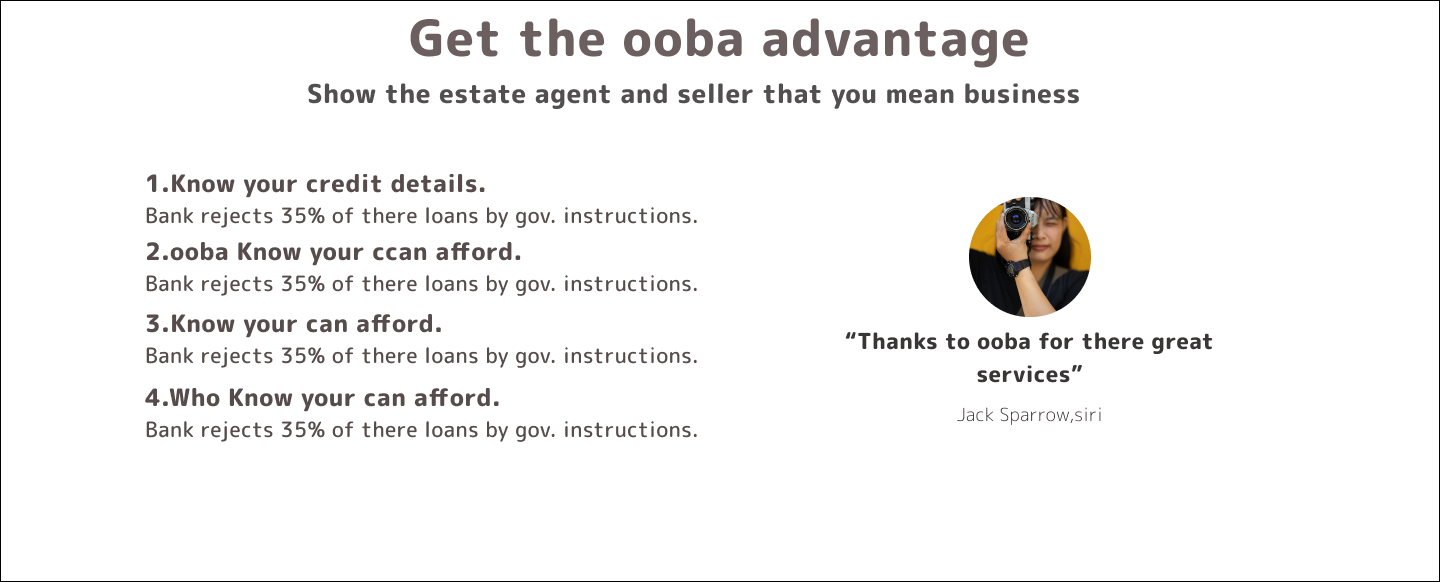 Get the ooba advantage
Show the estate agent and seller that you mean business
1.Know your credit details.
Bank rejects 35% of there loans by gov. instructions.
2.ooba Know your ccan afford.
Bank rejects 35% of there loans by gov. instructions.
3.Know your can afford.
Bank rejects 35% of there loans by gov. instructions.
4.Who Know your can afford.
Bank rejects 35% of there loans by gov. instructions.
“Thanks to ooba for there great
services”
Jack Sparrow,siri